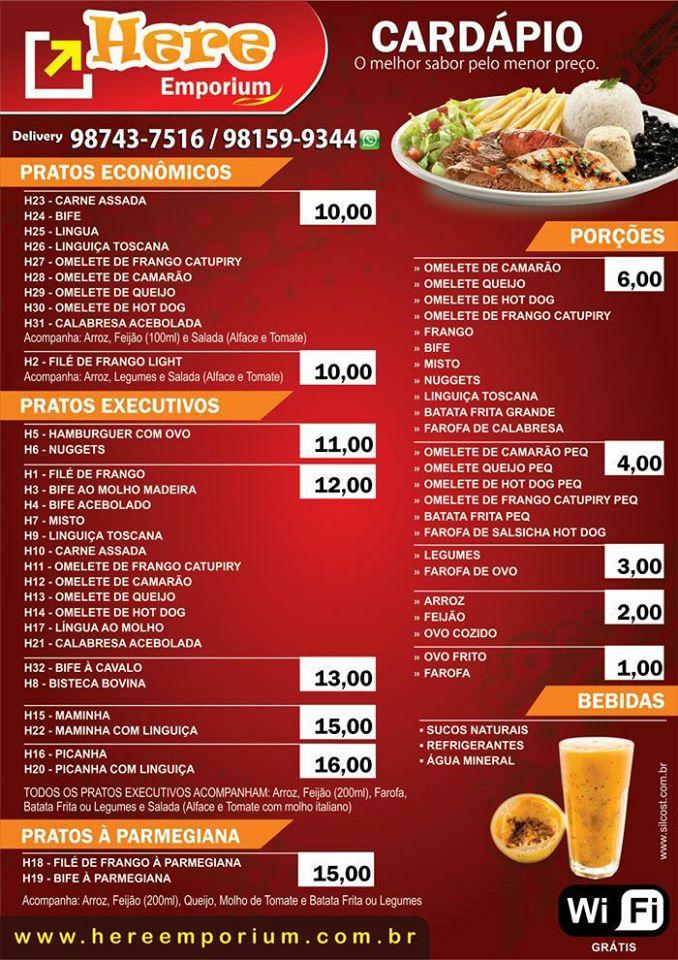 Here
Emporium
CARDÁPIO
O melhor sabor pelo menor preço.
Delivery 98743-7516 / 98159-9344
PRATOS ECONÔMICOS
H23 - CARNE ASSADA
H24 - BIFE
10,00
H25 - LINGUA
H26 - LINGUIÇA TOSCANA
H27 - OMELETE DE FRANGO CATUPIRY
H28 - OMELETE DE CAMARÃO
H29 - OMELETE DE QUEIJO
H30 - OMELETE DE HOT DOG
H31 - CALABRESA ACEBOLADA
Acompanha: Arroz, Feijão (100ml) e Salada (Alface e Tomate)
H2 - FILÉ DE FRANGO LIGHT
Acompanha: Arroz, Legumes e Salada (Alface e Tomate)
10,00
PRATOS EXECUTIVOS
H5 - HAMBURGUER COM OVO
H6 - NUGGETS
11,00
H1 - FILÉ DE FRANGO
H3 - BIFE AO MOLHO MADEIRA
12,00
H4 - BIFE ACEBOLADO
H7 - MISTO
H9 - LINGUIÇA TOSCANA
H10 - CARNE ASSADA
H11 - OMELETE DE FRANGO CATUPIRY
H12 - OMELETE DE CAMARÃO
H13 - OMELETE DE QUEIJO
H14 - OMELETE DE HOT DOG
H17 - LÍNGUA AO MOLHO
H21 - CALABRESA ACEBOLADA
H32 - BIFE À CAVALO
H8 - BISTECA BOVINA
13,00
H15 - MAMINHA
H22 - MAMINHA COM LINGUIÇA
15,00
H16 - PICANHA
H20 - PICANHA COM LINGUIÇA
16,00
TODOS OS PRATOS EXECUTIVOS ACOMPANHAM: Arroz, Feijão (200ml), Farofa,
Batata Frita ou Legumes e Salada (Alface e Tomate com molho italiano)
PRATOS À PARMEGIANA
H18 - FILÉ DE FRANGO À PARMEGIANA
H19 - BIFE À PARMEGIANA
15,00
Acompanha: Arroz, Feijão (200ml), Queijo, Molho de Tomate e Batata Frita ou Legumes
PORÇÕES
» OMELETE DE CAMARÃO
» OMELETE QUEIJO
6,00
» OMELETE DE HOT DOG
» OMELETE DE FRANGO CATUPIRY
» FRANGO
» BIFE
» MISTO
» NUGGETS
» LINGUIÇA TOSCANA
» BATATA FRITA GRANDE
» FAROFA DE CALABRESA
» OMELETE DE CAMARÃO PEQ
» OMELETE QUEIJO PEQ
4,00
» OMELETE DE HOT DOG PEQ
» OMELETE DE FRANGO CATUPIRY PEQ
» BATATA FRITA PEQ
» FAROFA DE SALSICHA HOT DOG
» LEGUMES
» FAROFA DE OVO
3,00
» ARROZ
» FEIJÃO
2,00
» OVO COZIDO
» OVO FRITO
» FAROFA
1,00
BEBIDAS
▪ SUCOS NATURAIS
▪ REFRIGERANTES
▪ ÁGUA MINERAL
www.silcost.com.br
Wi Fi
GRÁTIS
www.hereemporium.com.br